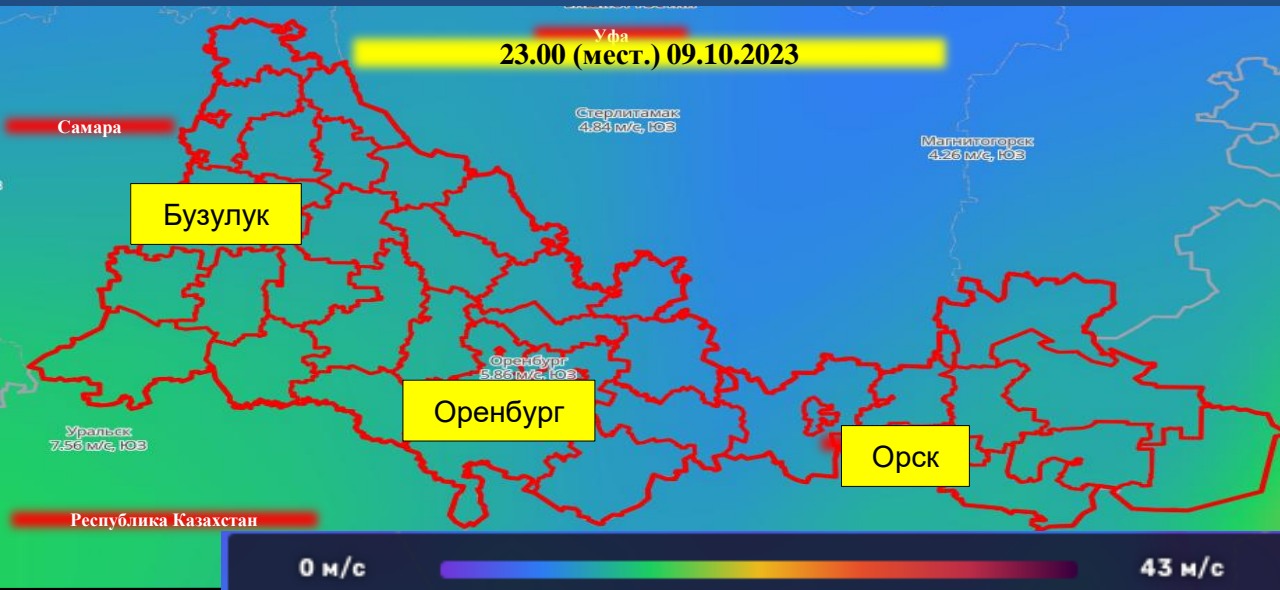 Уфа
23.00 (мест.) 09.10.2023
Самара
Стерлитамак
4.84 м/с, ЮЗ
Магнитогорск
4.26 м/с, ЮЗ
Бузулук
Оренбург
5.86 м/с, ЮЗ
Оренбург
Уральск
7.56 м/с, ЮЗ
Орск
Республика Казахстан
0 м/с
43 м/с